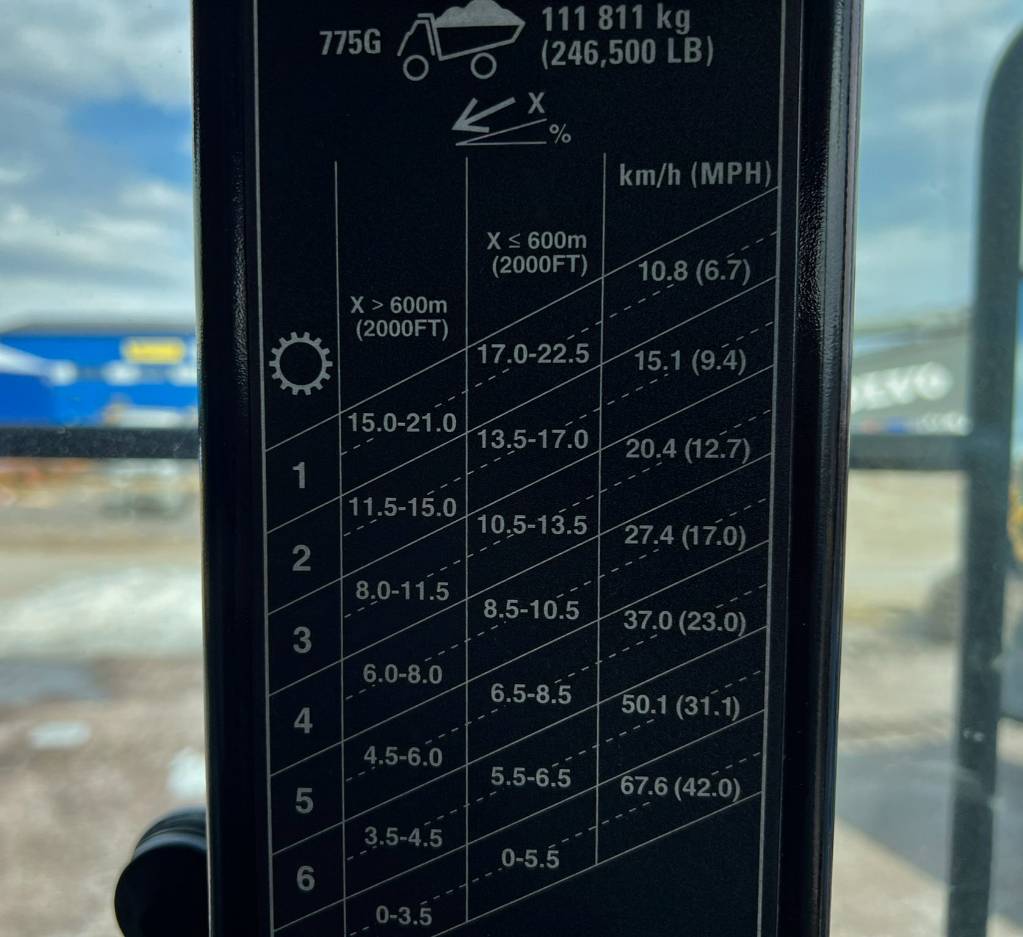 775G
111 811 kg
(246,500 LB)
X
%
km/h (MPH)
X ≤ 600m
(2000FT)
X > 600m
(2000FT)
1 15.0-21.0 17.0-22.5 10.8 (6.7)
2 11.5-15.0 13.5-17.0 15.1 (9.4)
3 8.0-11.5 10.5-13.5 20.4 (12.7)
4 6.0-8.0 8.5-10.5 27.4 (17.0)
5 4.5-6.0 6.5-8.5 37.0 (23.0)
6 3.5-4.5 5.5-6.5 50.1 (31.1)
0-3.5 0-5.5 67.6 (42.0)